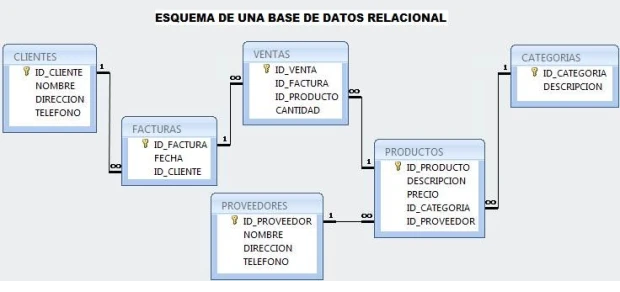 ESQUEMA DE UNA BASE DE DATOS RELACIONAL
CLIENTES
ID_CLIENTE
NOMBRE
DIRECCION
TELEFONO
1
∞
FACTURAS
ID_FACTURA
FECHA
ID_CLIENTE
1
∞
VENTAS
ID_VENTA
ID_FACTURA
ID_PRODUCTO
CANTIDAD
∞
1
PROVEEDORES
ID_PROVEEDOR
NOMBRE
DIRECCION
TELEFONO
1
∞
PRODUCTOS
ID_PRODUCTO
DESCRIPCION
PRECIO
ID_CATEGORIA
ID_PROVEEDOR
∞
1
CATEGORIAS
ID_CATEGORIA
DESCRIPCION